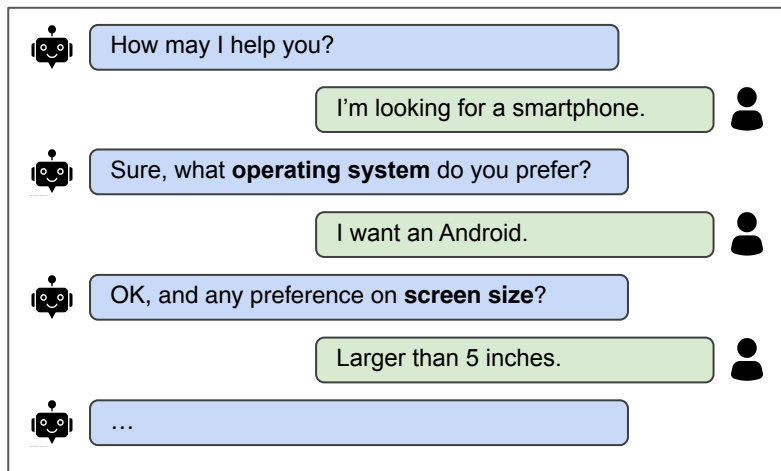 How may I help you?
I’m looking for a smartphone.
Sure, what operating system do you prefer?
I want an Android.
OK, and any preference on screen size?
Larger than 5 inches.
…